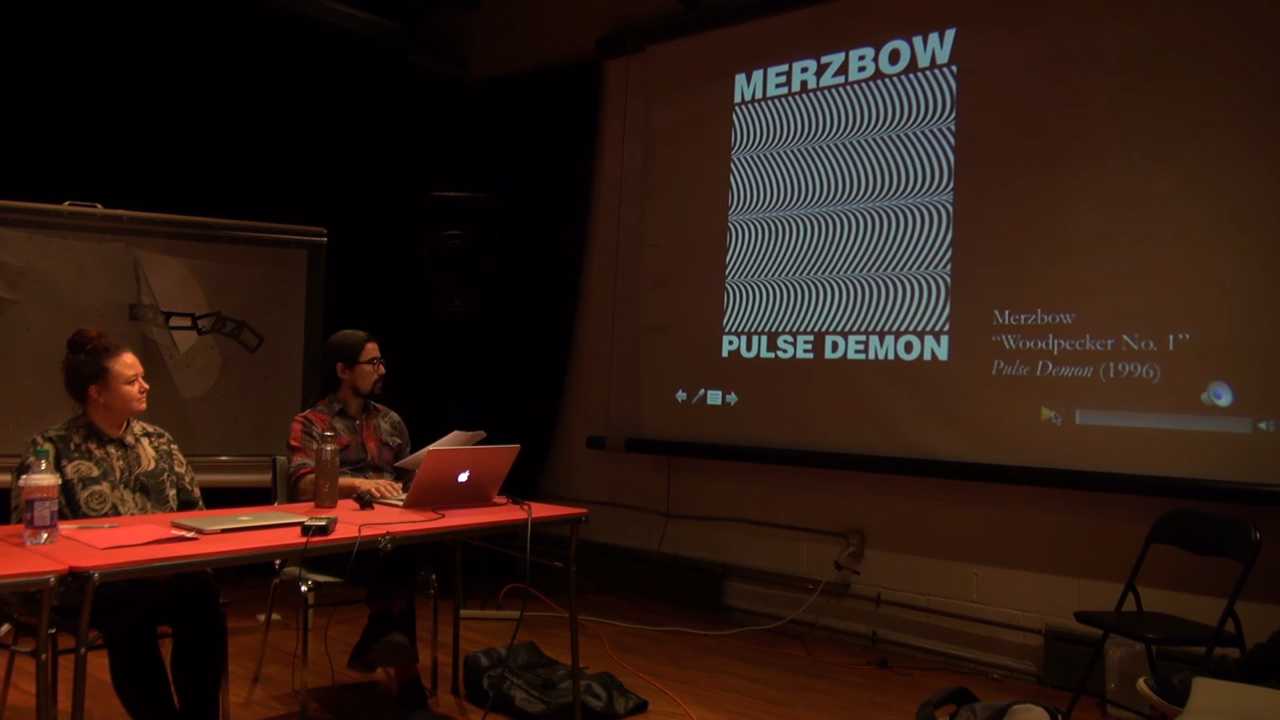 MERZBOW
PULSE DEMON
Merzbow
“Woodpecker No. 1”
Pulse Demon (1996)